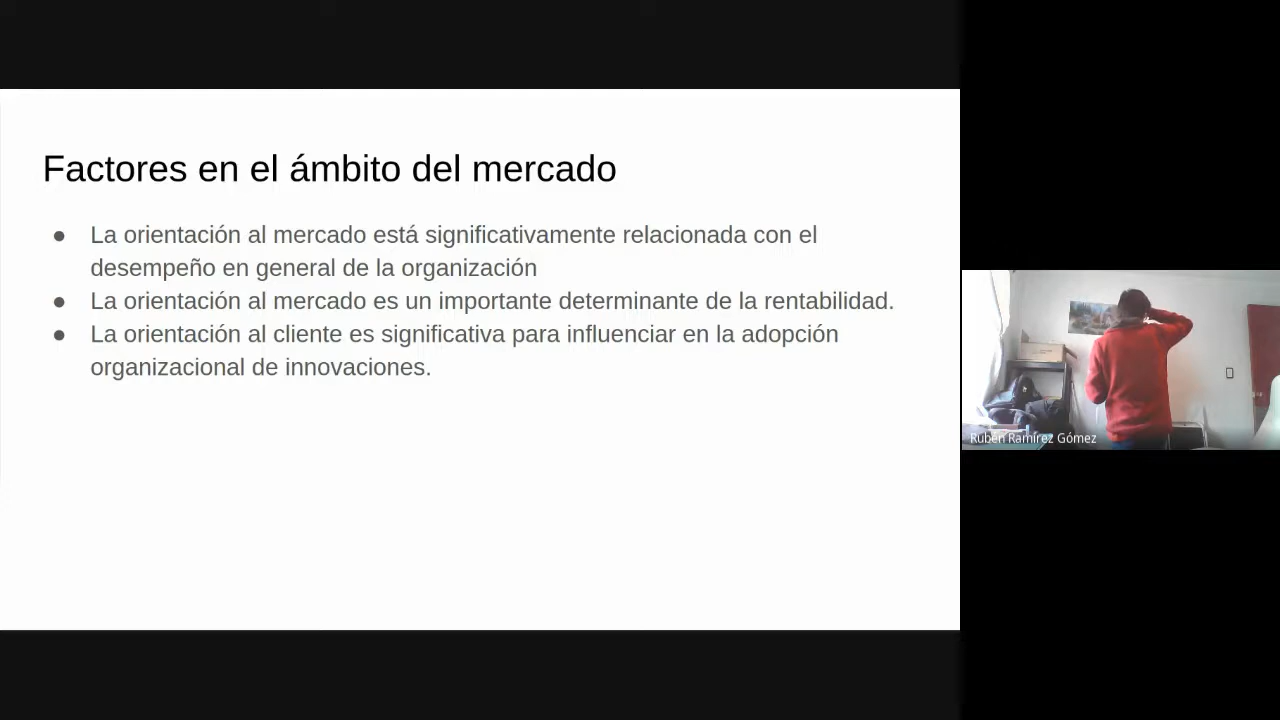 Factores en el ámbito del mercado
● La orientación al mercado está significativamente relacionada con el
desempeño en general de la organización
● La orientación al mercado es un importante determinante de la rentabilidad.
● La orientación al cliente es significativa para influenciar en la adopción
organizacional de innovaciones.
Rubén Ramírez Gómez